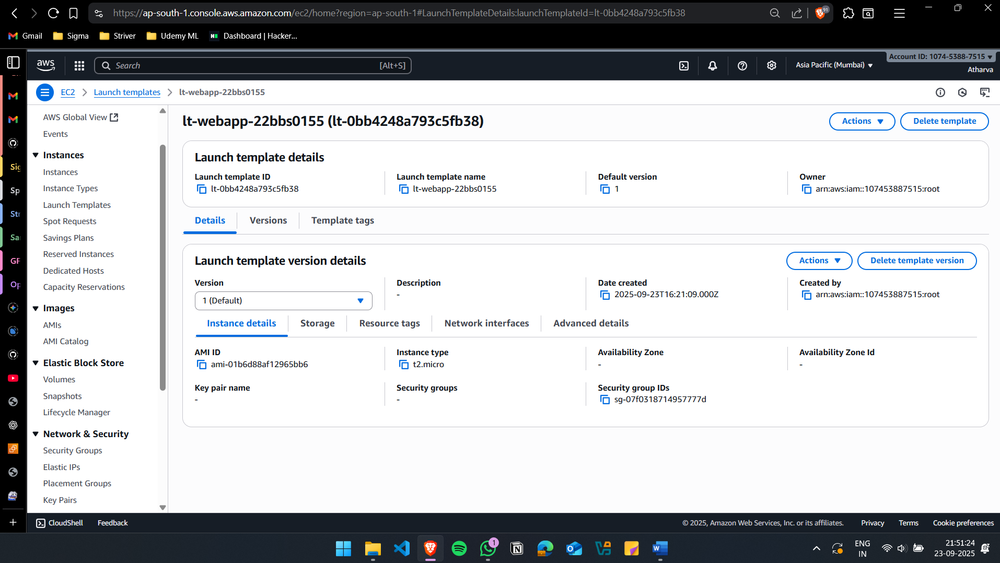 https://ap-south-1.console.aws.amazon.com/ec2/home?region=ap-south-1#LaunchTemplateDetails:launchTemplateId=lt-0bb4248a793c5fb38
91
Gmail Sigma Striver Udemy ML Dashboard | Hacker...
aws Search [Alt+S] Asia Pacific (Mumbai) Account ID: 1074-5388-7515
Atharva
EC2 Launch templates lt-webapp-22bbs0155
Sig
Sp
Str
Sa
GF
Op
AWS Global View
Events
Instances
Instances
Instance Types
Launch Templates
Spot Requests
Savings Plans
Reserved Instances
Dedicated Hosts
Capacity Reservations
Images
AMIs
AMI Catalog
Elastic Block Store
Volumes
Snapshots
Lifecycle Manager
Network & Security
Security Groups
Elastic IPs
Placement Groups
Key Pairs
lt-webapp-22bbs0155 (lt-0bb4248a793c5fb38) Actions Delete template
Launch template details
Launch template ID
lt-0bb4248a793c5fb38
Launch template name
lt-webapp-22bbs0155
Default version
1
Owner
arn:aws:iam::107453887515:root
Details Versions Template tags
Launch template version details Actions Delete template version
Version
1 (Default)
Description
-
Date created
2025-09-23T16:21:09.000Z
Created by
arn:aws:iam::107453887515:root
Instance details Storage Resource tags Network interfaces Advanced details
AMI ID
ami-01b6d88af12965bb6
Instance type
t2.micro
Availability Zone
-
Availability Zone Id
-
Key pair name
-
Security groups
-
Security group IDs
sg-07f0318714957777d
CloudShell Feedback © 2025, Amazon Web Services, Inc. or its affiliates. Privacy Terms Cookie preferences
1
ENG
IN
21:51:24
23-09-2025